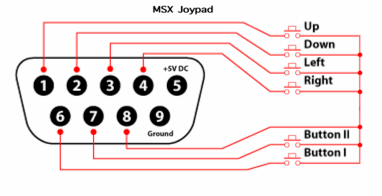 MSX Joypad
Up
Down
Left
Right
+5V DC
1 2 3 4 5
6 7 8 9
Ground
Button II
Button I